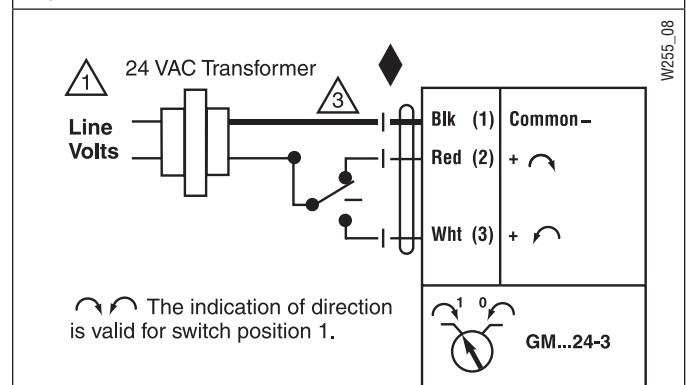 W255_08
1 24 VAC Transformer
3
Line
Volts
Blk (1) Common –
Red (2) +
Wht (3) +
The indication of direction
is valid for switch position 1.
1 0
GM...24-3